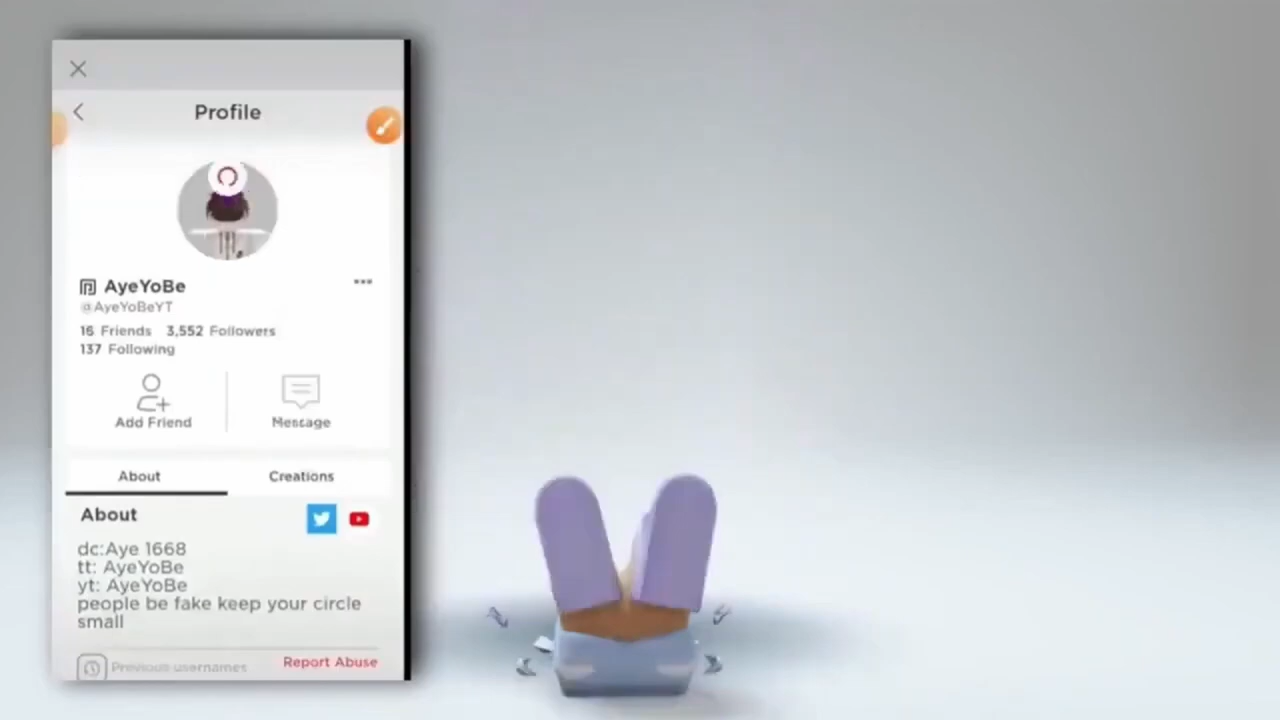 Profile
AyeYoBe
@AyeYoBeYT
16 Friends 3,552 Followers
137 Following
Add Friend Message
About Creations
About
dc:Aye 1668
tt: AyeYoBe
yt: AyeYoBe
people be fake keep your circle
small
Previous usernames Report Abuse